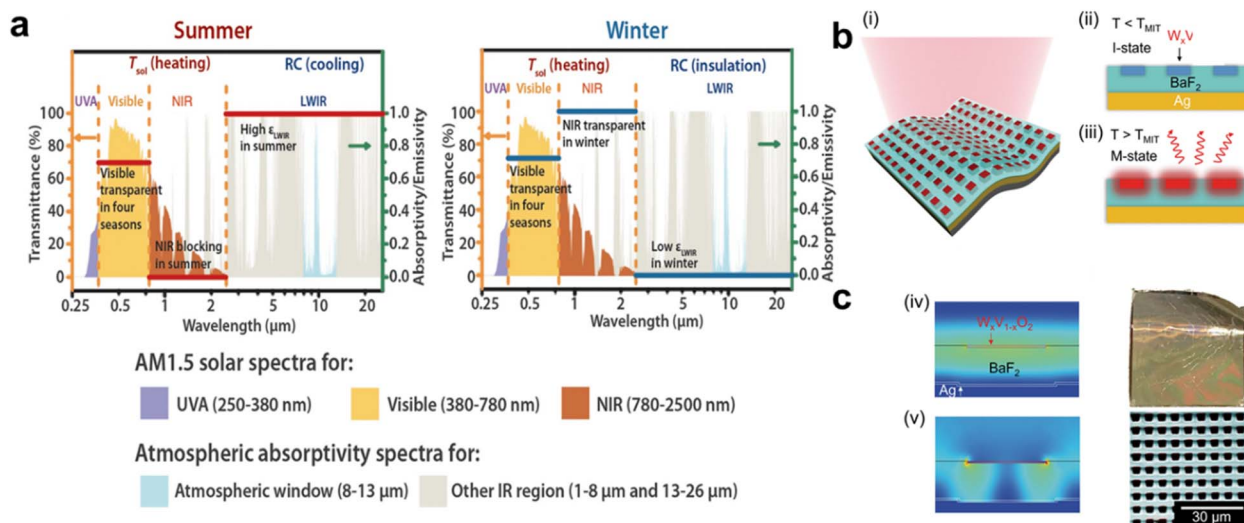 a
Summer
T_sol (heating)
RC (cooling)
UVA
Visible
NIR
LWIR
Transmittance (%)
100
80
60
40
20
0
High ε_LWIR
in summer
Visible
transparent
in four
seasons
NIR blocking
in summer
1.0
0.8
0.6
0.4
0.2
0.0
Absorptivity/Emissivity
0.25
0.5
1
2
5
10
20
Wavelength (μm)
Winter
T_sol (heating)
RC (insulation)
UVA
Visible
NIR
LWIR
Transmittance (%)
100
80
60
40
20
0
NIR transparent
in winter
Visible
transparent
in four
seasons
Low ε_LWIR
in winter
1.0
0.8
0.6
0.4
0.2
0.0
Absorptivity/Emissivity
0.25
0.5
1
2
5
10
20
Wavelength (μm)
AM1.5 solar spectra for:
UVA (250-380 nm)
Visible (380-780 nm)
NIR (780-2500 nm)
Atmospheric absorptivity spectra for:
Atmospheric window (8-13 μm)
Other IR region (1-8 μm and 13-26 μm)
b
(i)
(ii)
T < T_MIT
I-state
WₓV
BaF₂
Ag
(iii)
T > T_MIT
M-state
c
(iv)
WₓV₁₋ₓO₂
BaF₂
Ag
(v)
30 μm